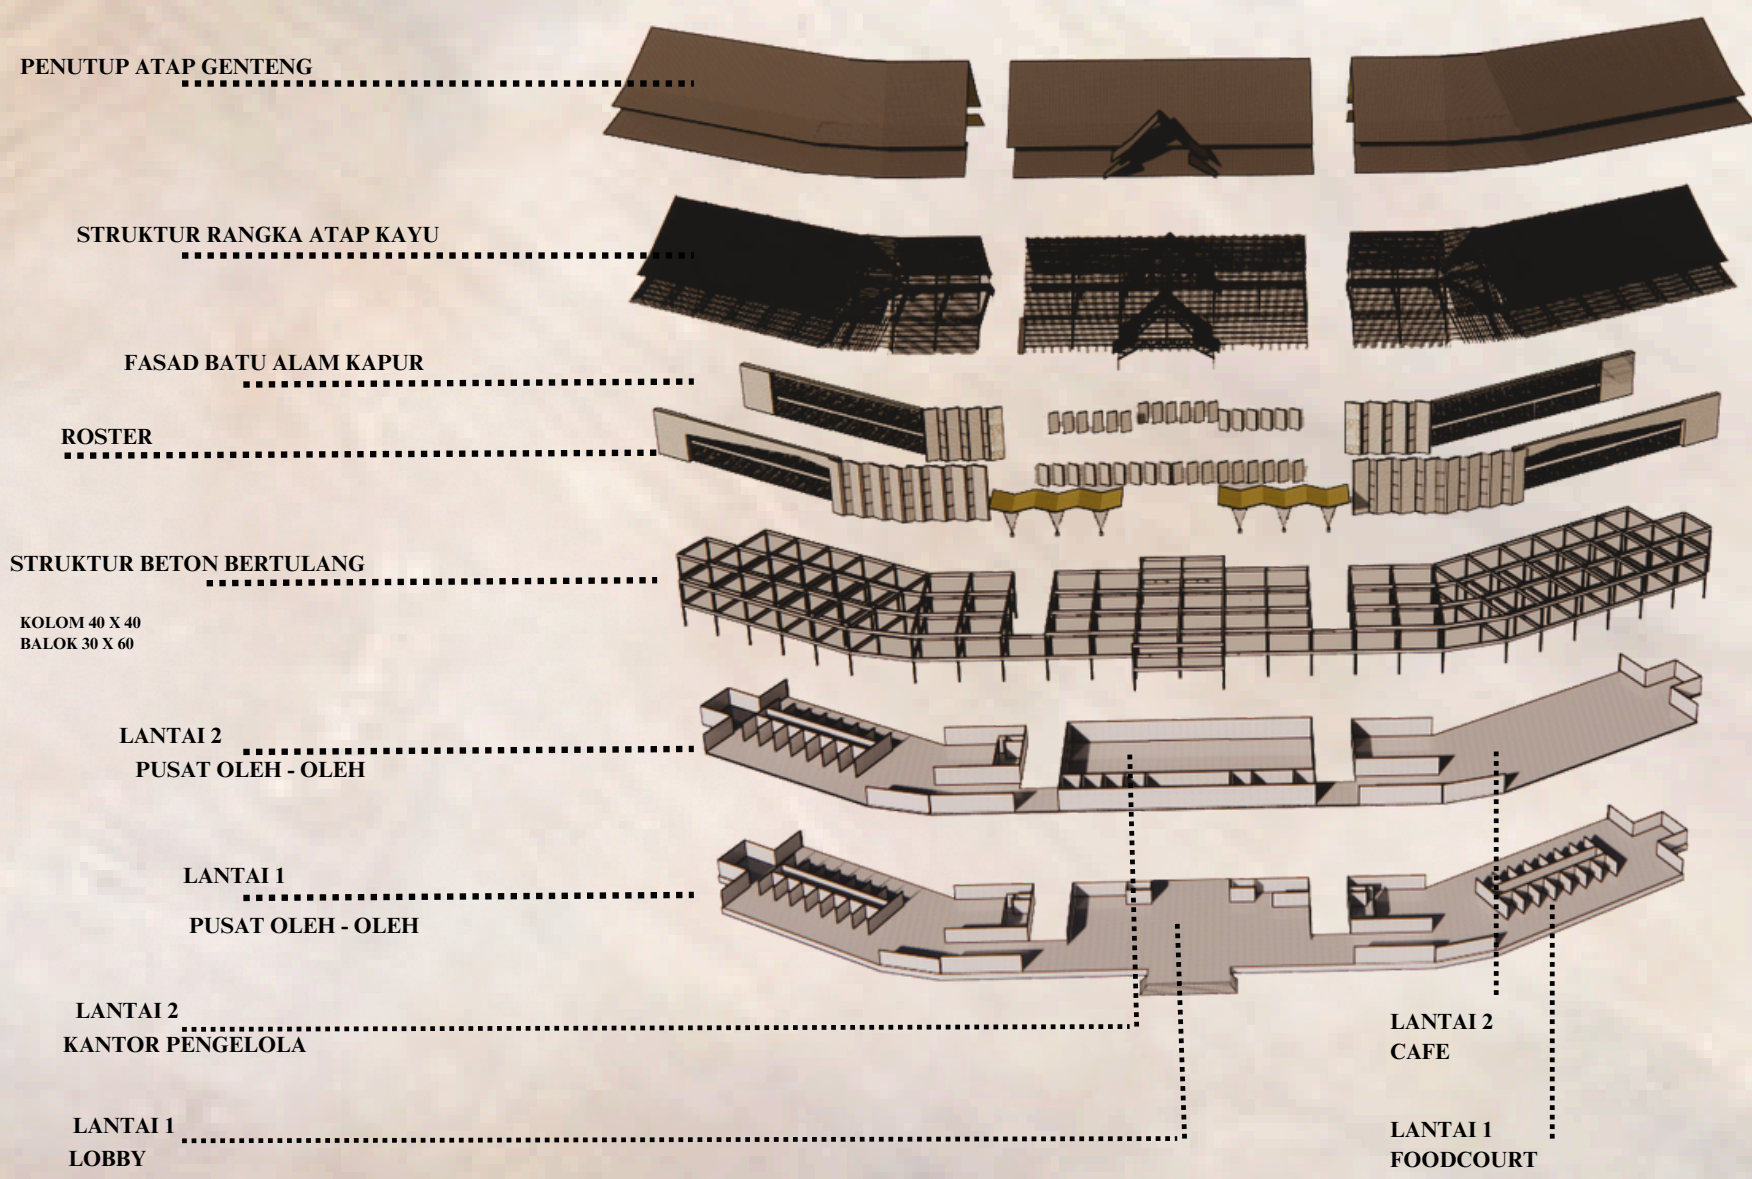 PENUTUP ATAP GENTENG
STRUKTUR RANGKA ATAP KAYU
FASAD BATU ALAM KAPUR
ROSTER
STRUKTUR BETON BERTULANG
KOLOM 40 X 40
BALOK 30 X 60
LANTAI 2
PUSAT OLEH - OLEH
LANTAI 1
PUSAT OLEH - OLEH
LANTAI 2
KANTOR PENGELOLA
LANTAI 1
LOBBY
LANTAI 2
CAFE
LANTAI 1
FOODCOURT